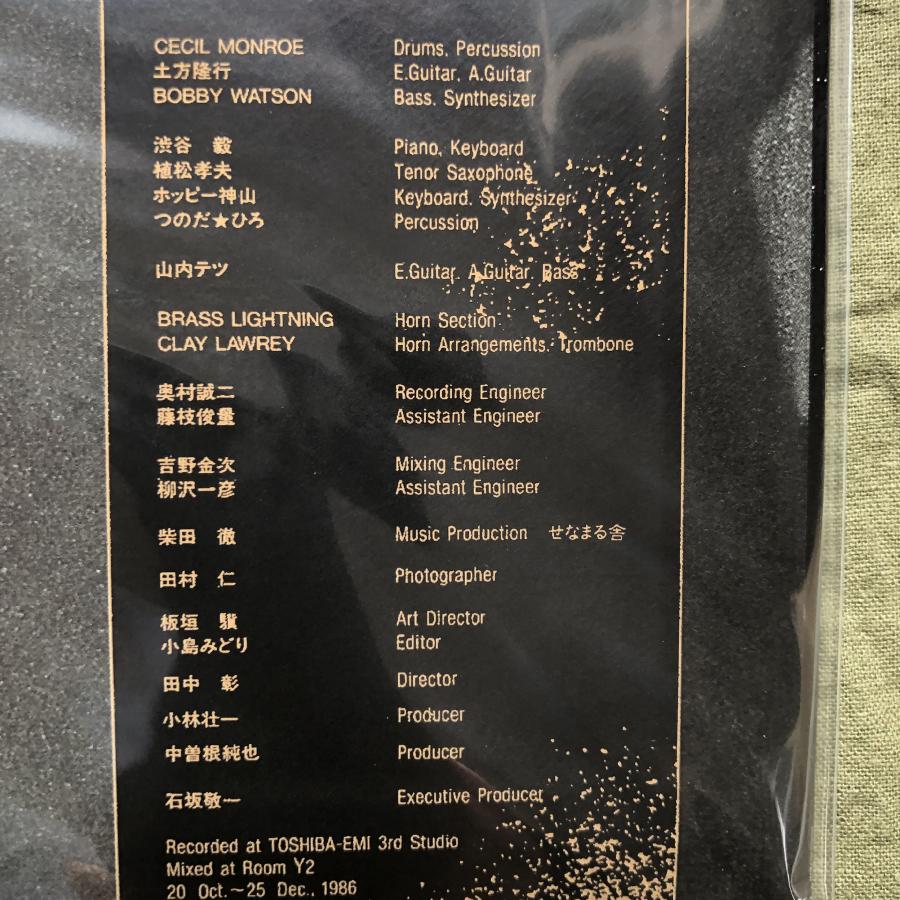 CECIL MONROE Drums, Percussion
土方隆行 E.Guitar, A.Guitar
BOBBY WATSON Bass, Synthesizer
渋谷 毅 Piano, Keyboard
植松孝夫 Tenor Saxophone
ホッピー神山 Keyboard, Synthesizer
つのだ★ひろ Percussion
山内テツ E.Guitar, A.Guitar, Bass
BRASS LIGHTNING Horn Section
CLAY LAWREY Horn Arrangements, Trombone
奥村誠二 Recording Engineer
藤枝俊量 Assistant Engineer
吉野金次 Mixing Engineer
柳沢一彦 Assistant Engineer
柴田 徹 Music Production せなまる舎
田村 仁 Photographer
板垣 Art Director
小島みどり Editor
田中 彰 Director
小林壮一 Producer
中曽根純也 Producer
石坂敬一 Executive Producer
Recorded at TOSHIBA-EMI 3rd Studio
Mixed at Room Y2
20 Oct.〜25 Dec., 1986